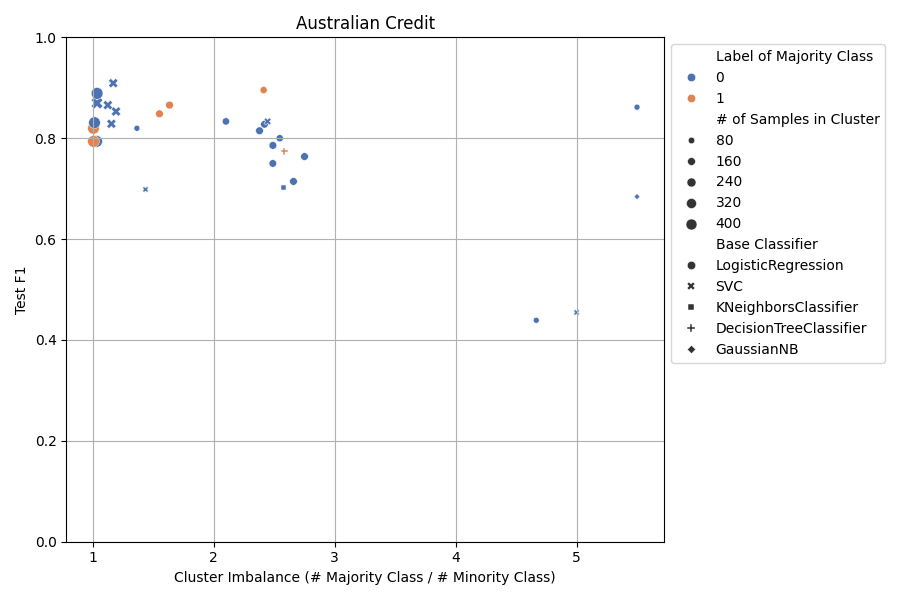 Australian Credit
Test F1
1.0
0.8
0.6
0.4
0.2
0.0
1
2
3
4
5
Cluster Imbalance (# Majority Class / # Minority Class)
Label of Majority Class
0
1
# of Samples in Cluster
80
160
240
320
400
Base Classifier
LogisticRegression
SVC
KNeighborsClassifier
DecisionTreeClassifier
GaussianNB